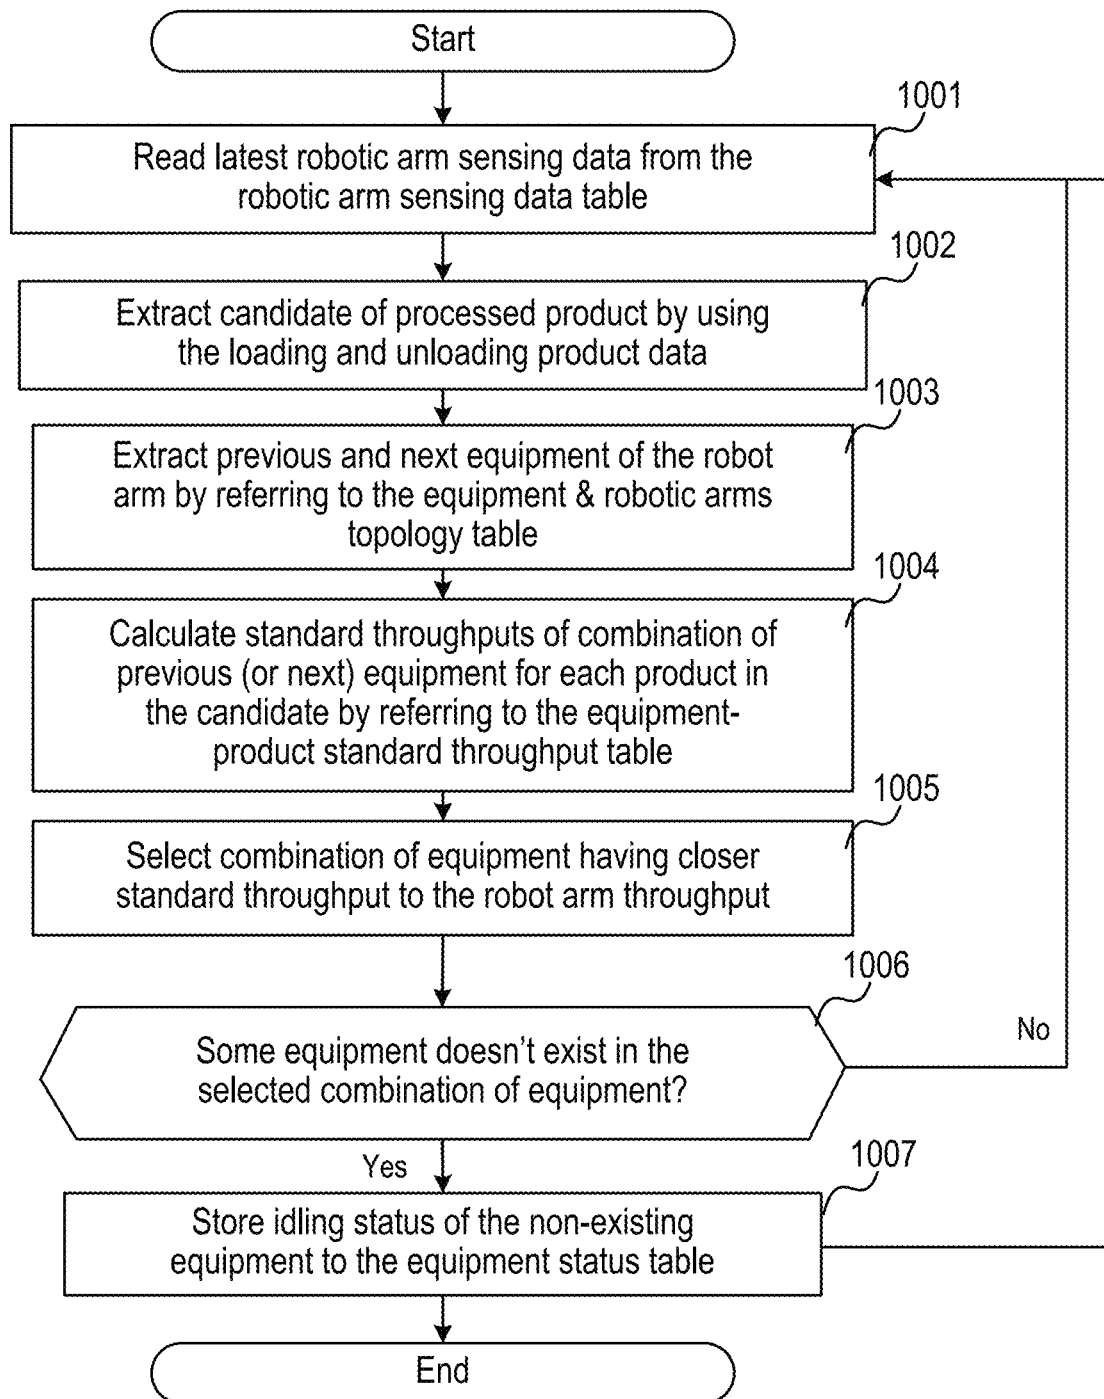 Start
1001
Read latest robotic arm sensing data from the
robotic arm sensing data table
1002
Extract candidate of processed product by using
the loading and unloading product data
1003
Extract previous and next equipment of the robot
arm by referring to the equipment & robotic arms
topology table
1004
Calculate standard throughputs of combination of
previous (or next) equipment for each product in
the candidate by referring to the equipment-
product standard throughput table
1005
Select combination of equipment having closer
standard throughput to the robot arm throughput
1006
Some equipment doesn't exist in the
selected combination of equipment?
No
Yes
1007
Store idling status of the non-existing
equipment to the equipment status table
End